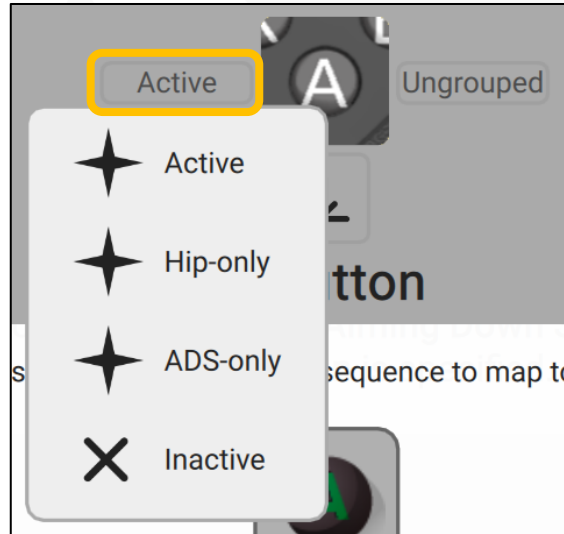 Active
A
Ungrouped
Active
Hip-only
tton
ADS-only
sequence to map to
Inactive
A